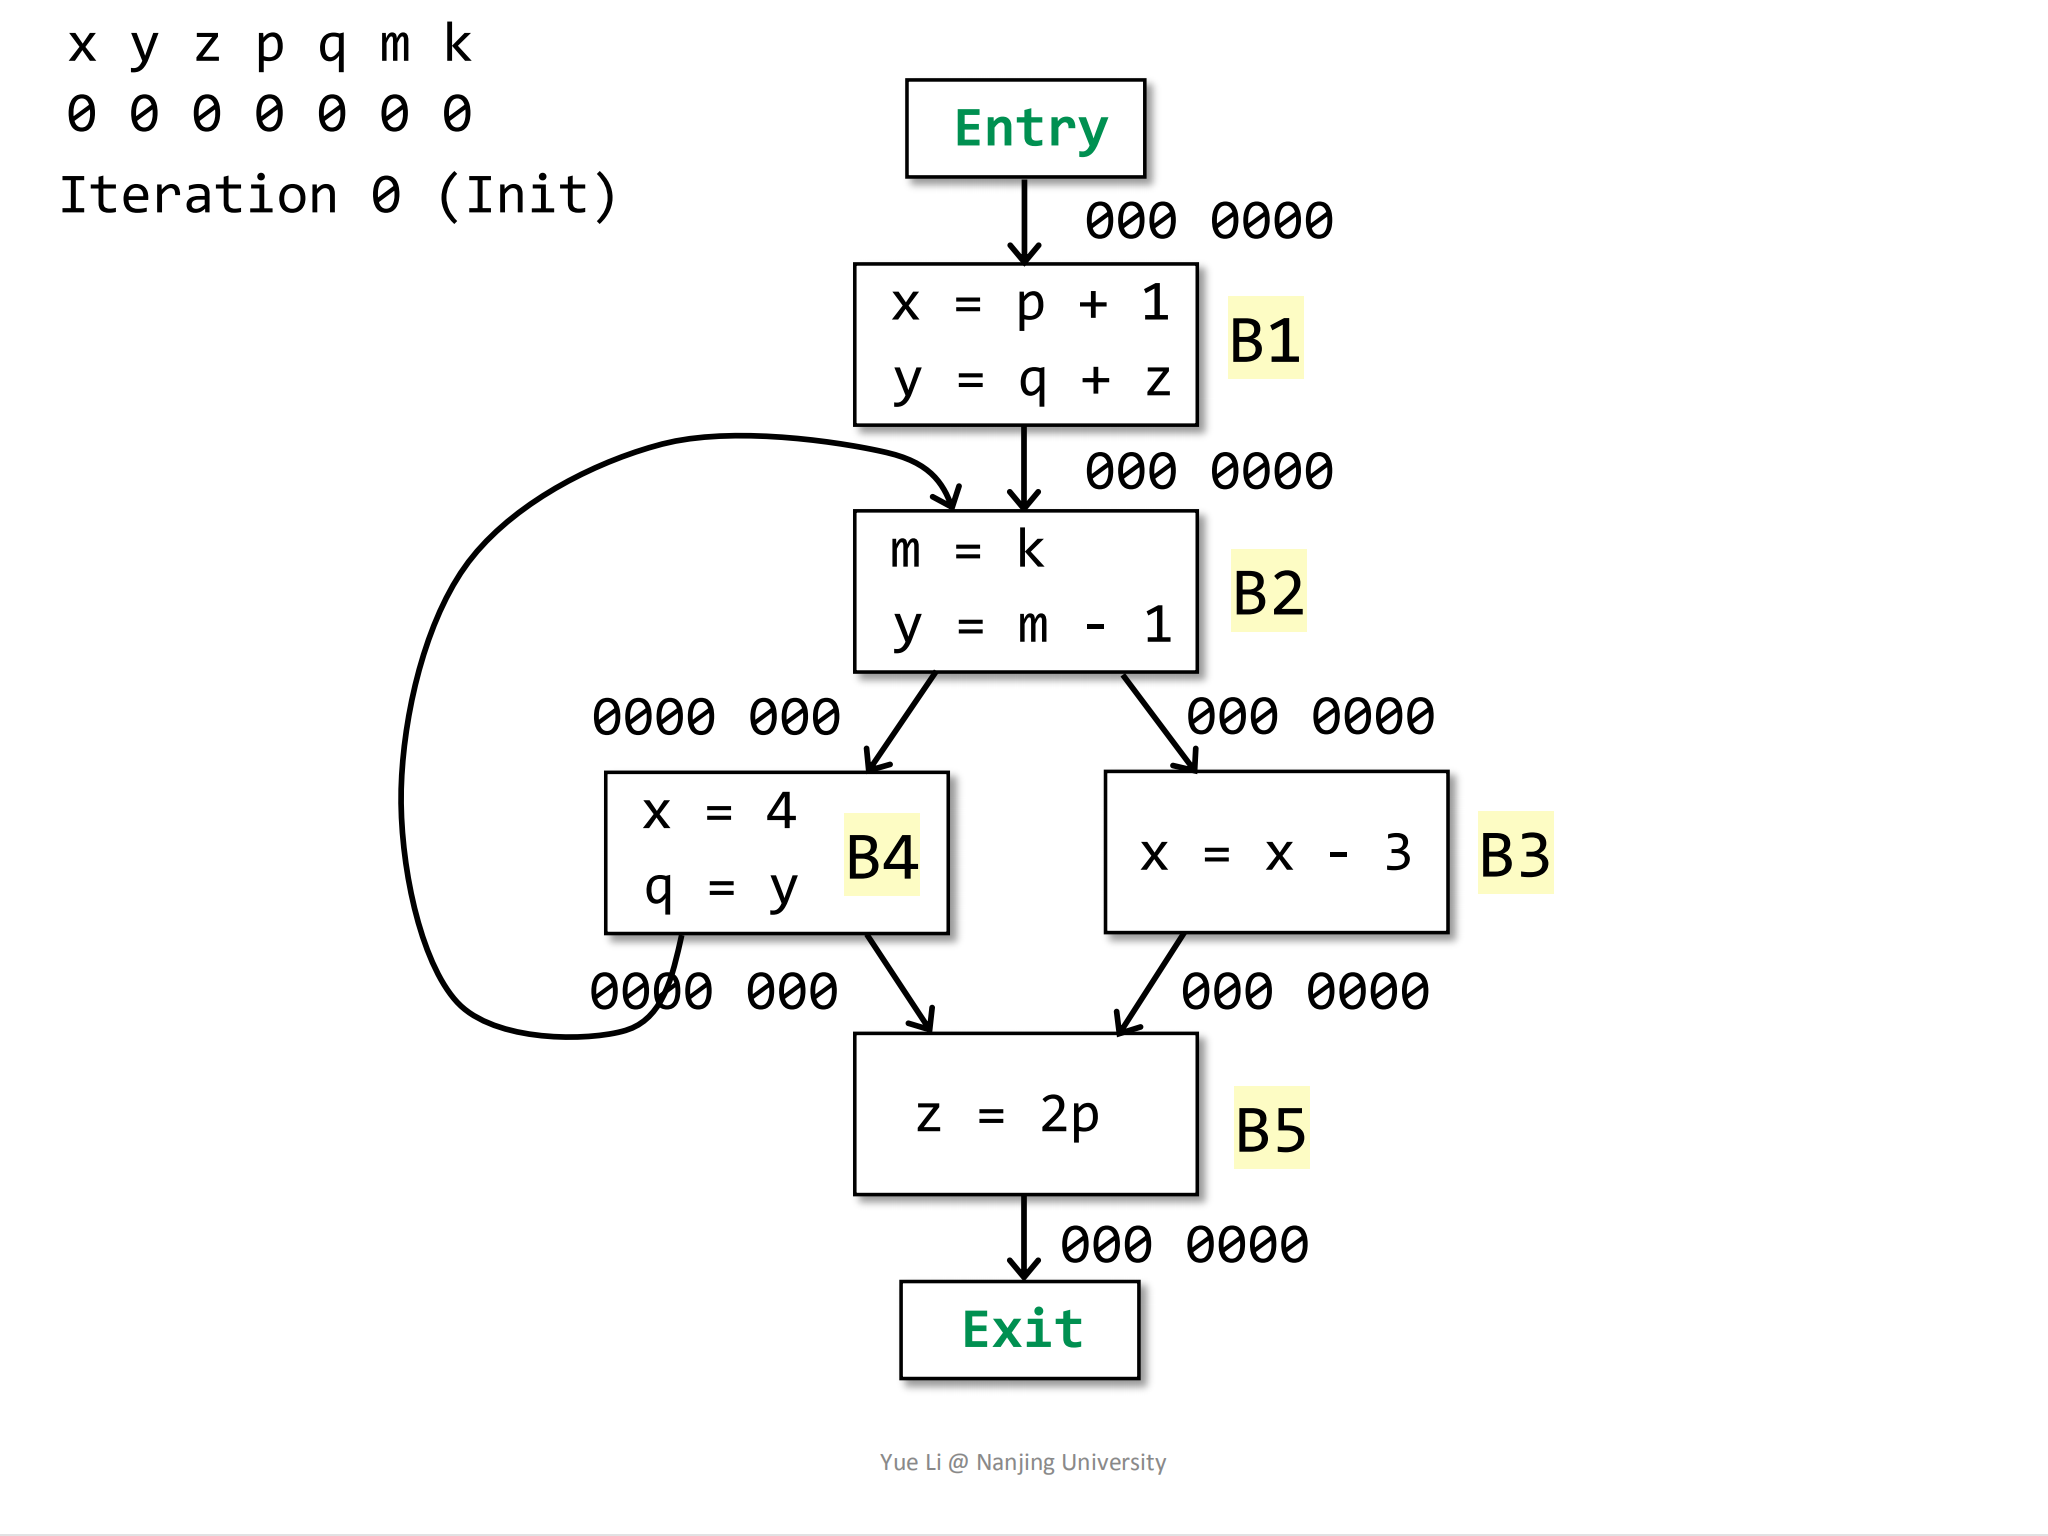 x y z p q m k
0 0 0 0 0 0 0
Iteration 0 (Init)
Entry
000 0000
x = p + 1
y = q + z
B1
000 0000
m = k
y = m - 1
B2
0000 000
000 0000
x = 4
q = y
B4
x = x - 3
B3
0000 000
000 0000
z = 2p
B5
000 0000
Exit
Yue Li @ Nanjing University